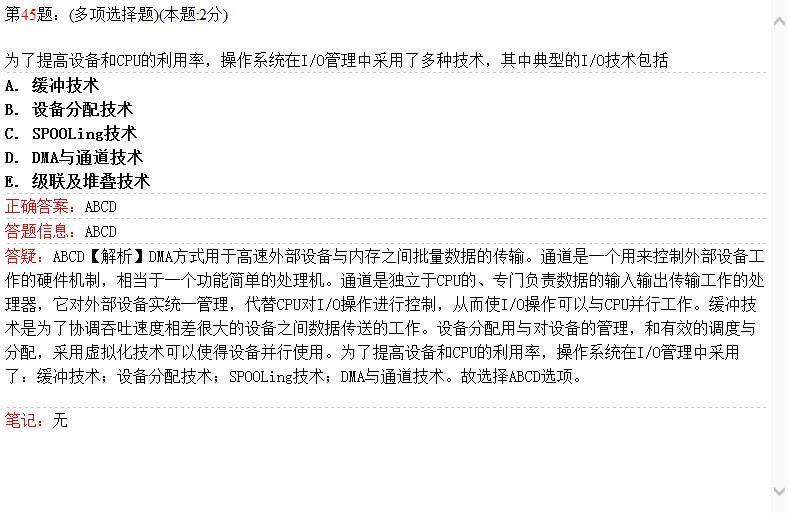 第45题: (多项选择题)(本题:2分)
为了提高设备和CPU的利用率，操作系统在I/O管理中采用了多种技术，其中典型的I/O技术包括
A. 缓冲技术
B. 设备分配技术
C. SPOOLing技术
D. DMA与通道技术
E. 级联及堆叠技术
正确答案：ABCD
答题信息：ABCD
答疑：ABCD【解析】DMA方式用于高速外部设备与内存之间批量数据的传输。通道是一个用来控制外部设备工
作的硬件机制，相当于一个功能简单的处理机。通道是独立于CPU的、专门负责数据的输入输出传输工作的处
理器，它对外部设备实统一管理，代替CPU对I/O操作进行控制，从而使I/O操作可以与CPU并行工作。缓冲技
术是为了协调吞吐速度相差很大的设备之间数据传送的工作。设备分配用与对设备的管理，和有效的调度与
分配，采用虚拟化技术可以使得设备并行使用。为了提高设备和CPU的利用率，操作系统在I/O管理中采用
了：缓冲技术；设备分配技术；SPOOLing技术；DMA与通道技术。故选择ABCD选项。
笔记：无